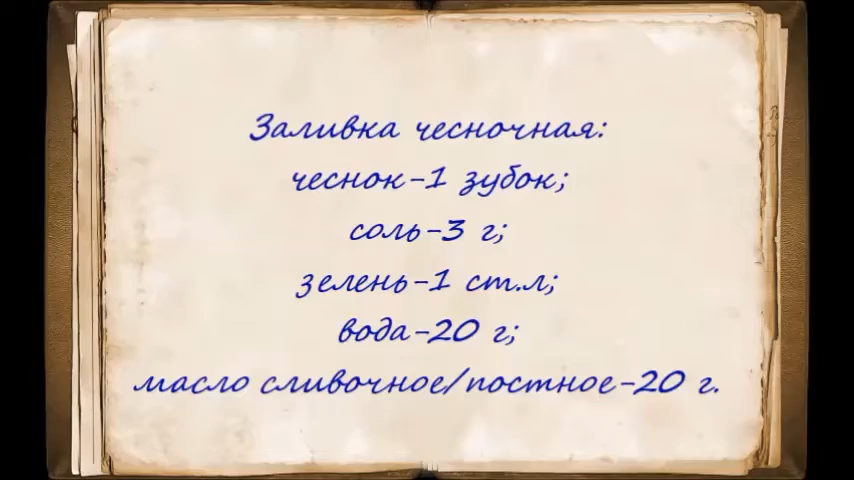 Заливка чесночная:
чеснок-1 зубок;
соль-3 г;
зелень-1 ст.л;
вода-20 г;
масло сливочное/постное-20 г.